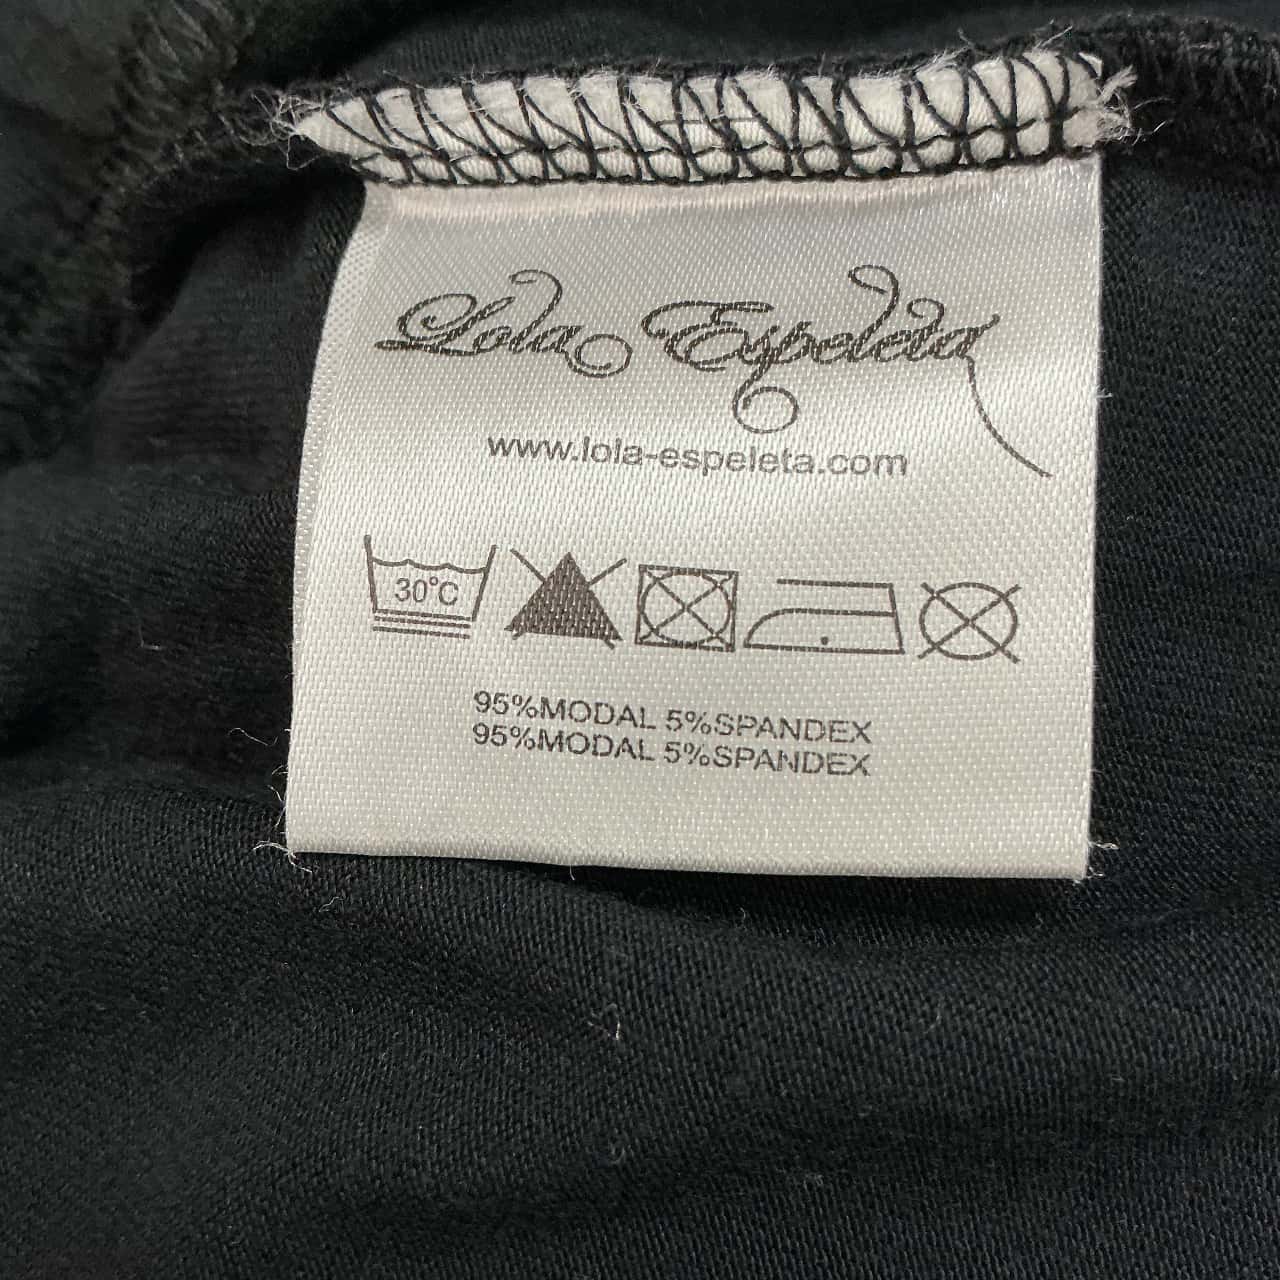 Lola Espeleta
www.lola-espeleta.com
30°C
95%MODAL 5%SPANDEX
95%MODAL 5%SPANDEX